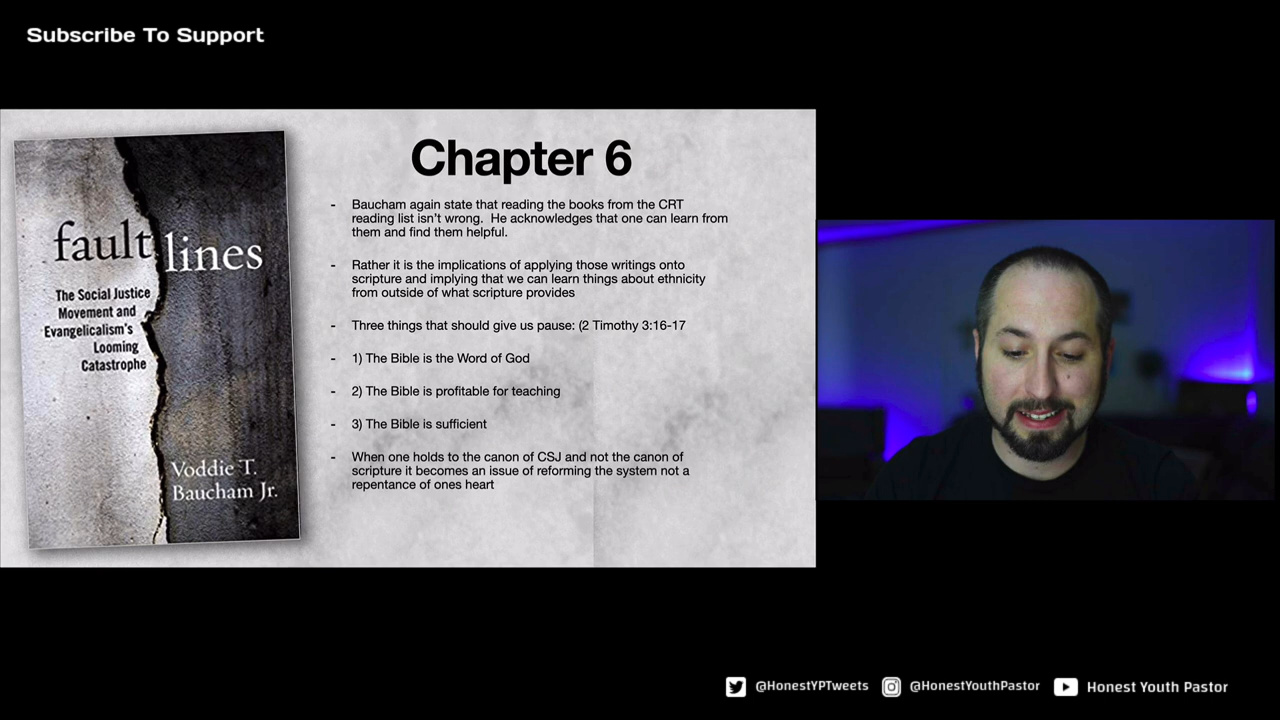 Subscribe To Support
fault lines
The Social Justice
Movement and
Evangelicalism's
Looming
Catastrophe
Voddie T.
Baucham Jr.
Chapter 6
- Baucham again state that reading the books from the CRT
reading list isn't wrong. He acknowledges that one can learn from
them and find them helpful.
- Rather it is the implications of applying those writings onto
scripture and implying that we can learn things about ethnicity
from outside of what scripture provides
- Three things that should give us pause: (2 Timothy 3:16-17
- 1) The Bible is the Word of God
- 2) The Bible is profitable for teaching
- 3) The Bible is sufficient
- When one holds to the canon of CSJ and not the canon of
scripture it becomes an issue of reforming the system not a
repentance of ones heart
@HonestYPTweets @HonestYouthPastor Honest Youth Pastor